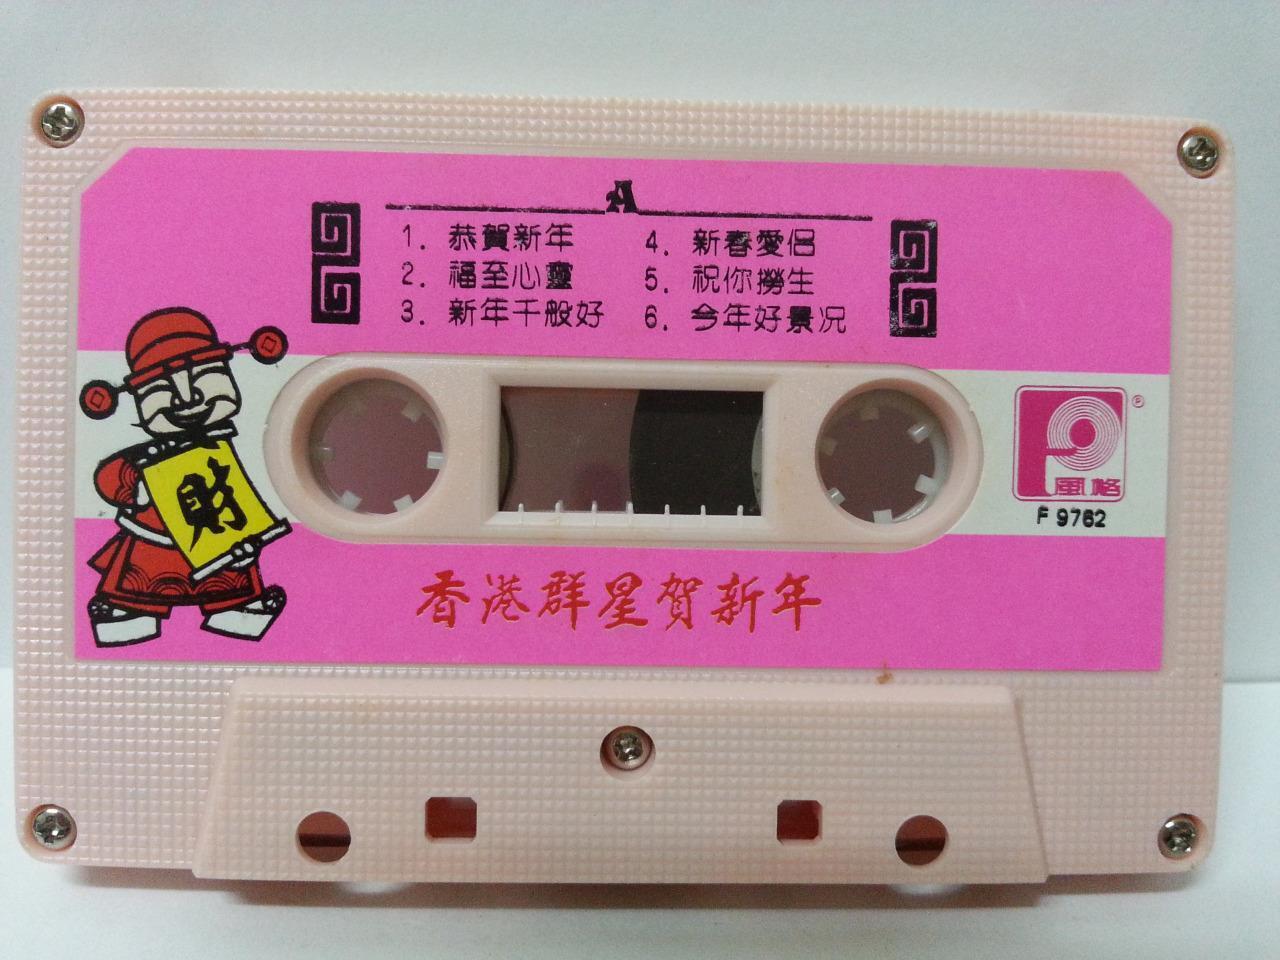 A
1. 恭賀新年
2. 福至心靈
3. 新年千般好
4. 新春愛侶
5. 祝你撈生
6. 今年好景况
財
風格
®
F 9762
香港群星賀新年